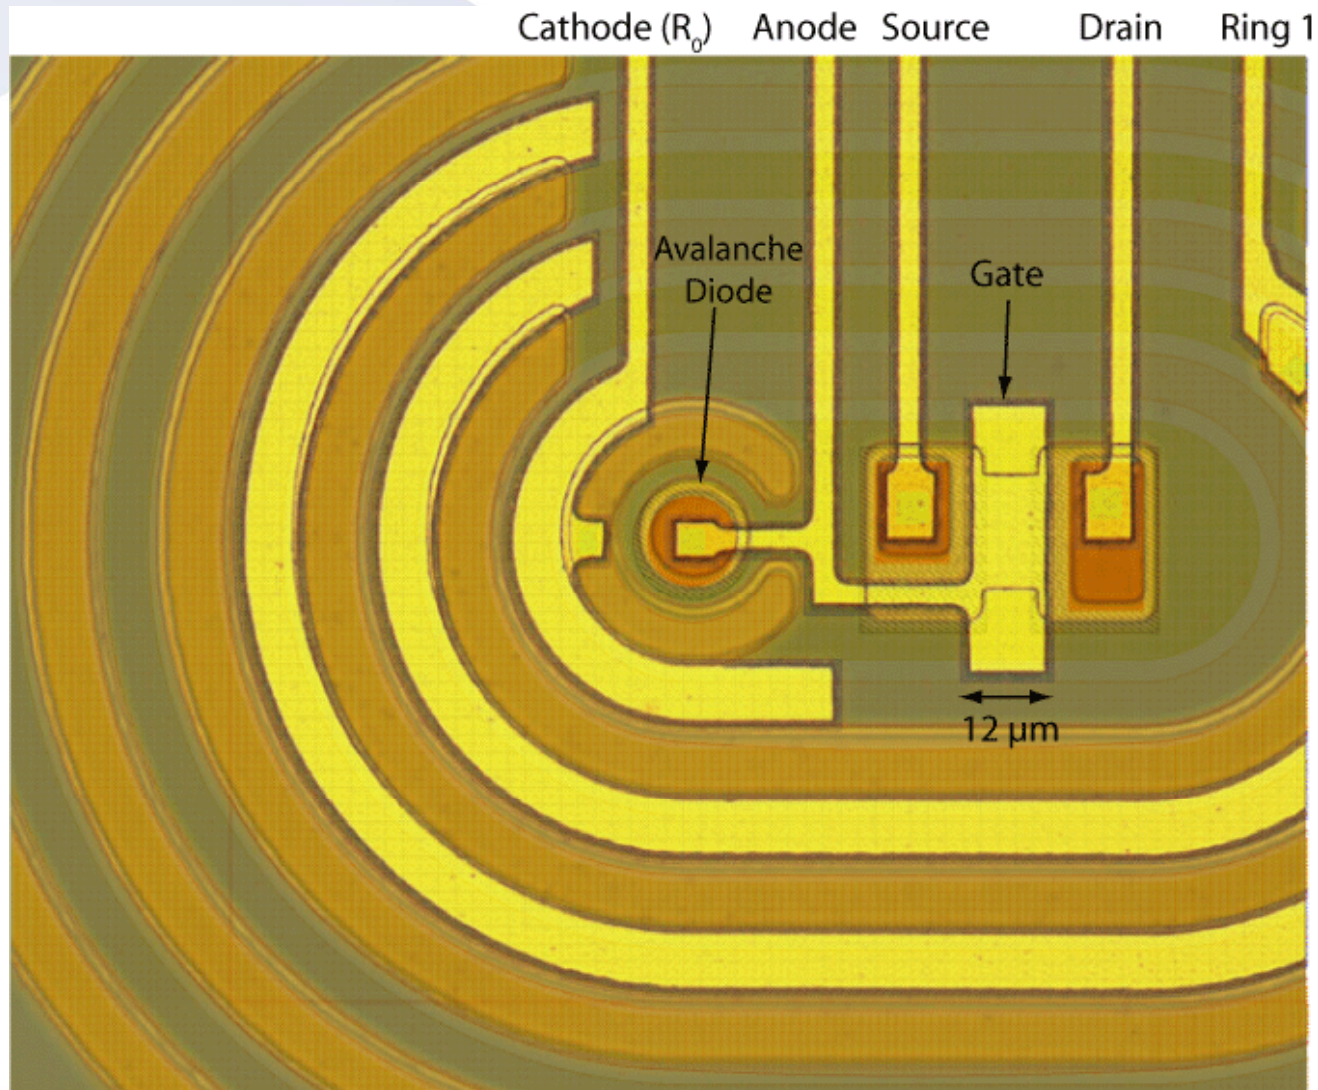 Cathode (R₀) Anode Source Drain Ring 1
Avalanche
Diode
Gate
12 µm